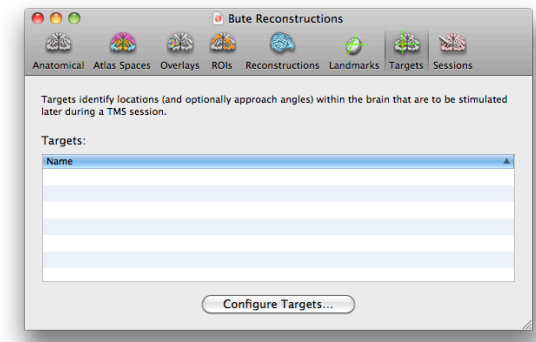 Bute Reconstructions
Anatomical Atlas Spaces Overlays ROIs Reconstructions Landmarks Targets Sessions
Targets identify locations (and optionally approach angles) within the brain that are to be stimulated
later during a TMS session.
Targets:
Name
Configure Targets...